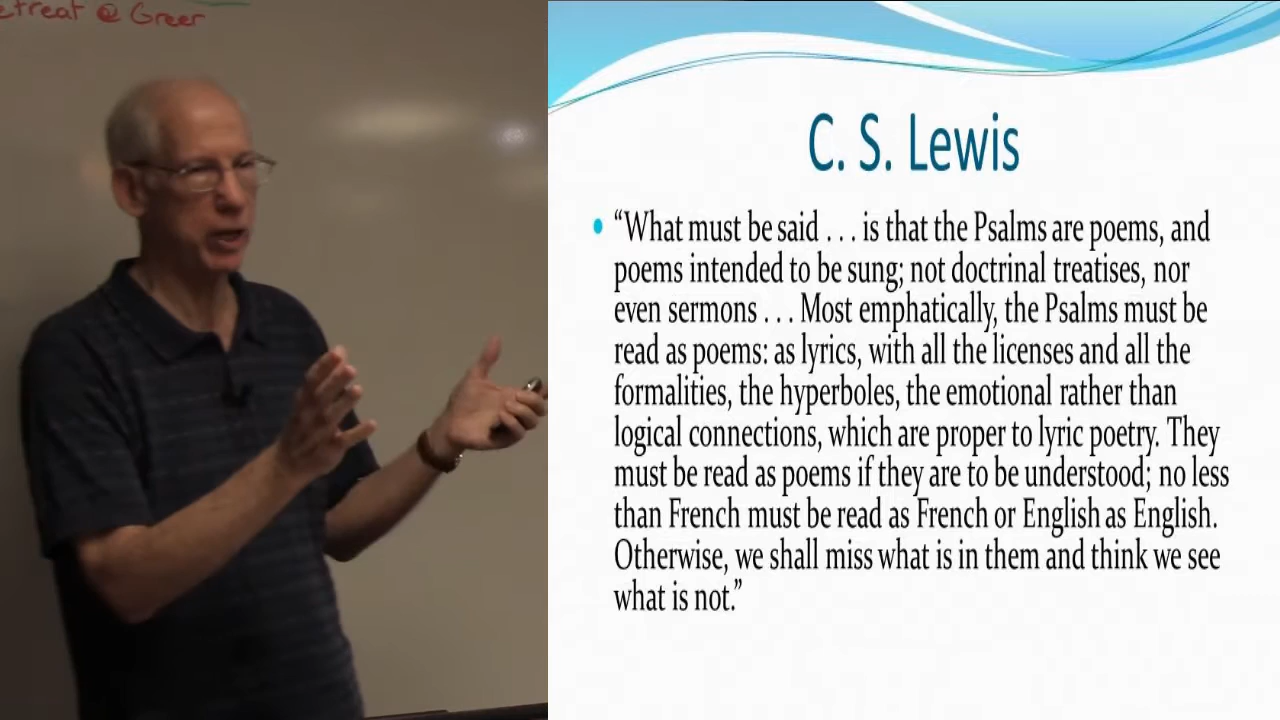 etreat @ Greer
C. S. Lewis
• “What must be said . . . is that the Psalms are poems, and
poems intended to be sung; not doctrinal treatises, nor
even sermons . . . Most emphatically, the Psalms must be
read as poems: as lyrics, with all the licenses and all the
formalities, the hyperboles, the emotional rather than
logical connections, which are proper to lyric poetry. They
must be read as poems if they are to be understood; no less
than French must be read as French or English as English.
Otherwise, we shall miss what is in them and think we see
what is not.”